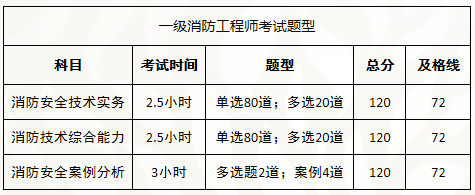 一级消防工程师考试题型
科目 考试时间 题型 总分 及格线
消防安全技术实务 2.5小时 单选80道；多选20道 120 72
消防技术综合能力 2.5小时 单选80道；多选20道 120 72
消防安全案例分析 3小时 多选题2道；案例4道 120 72